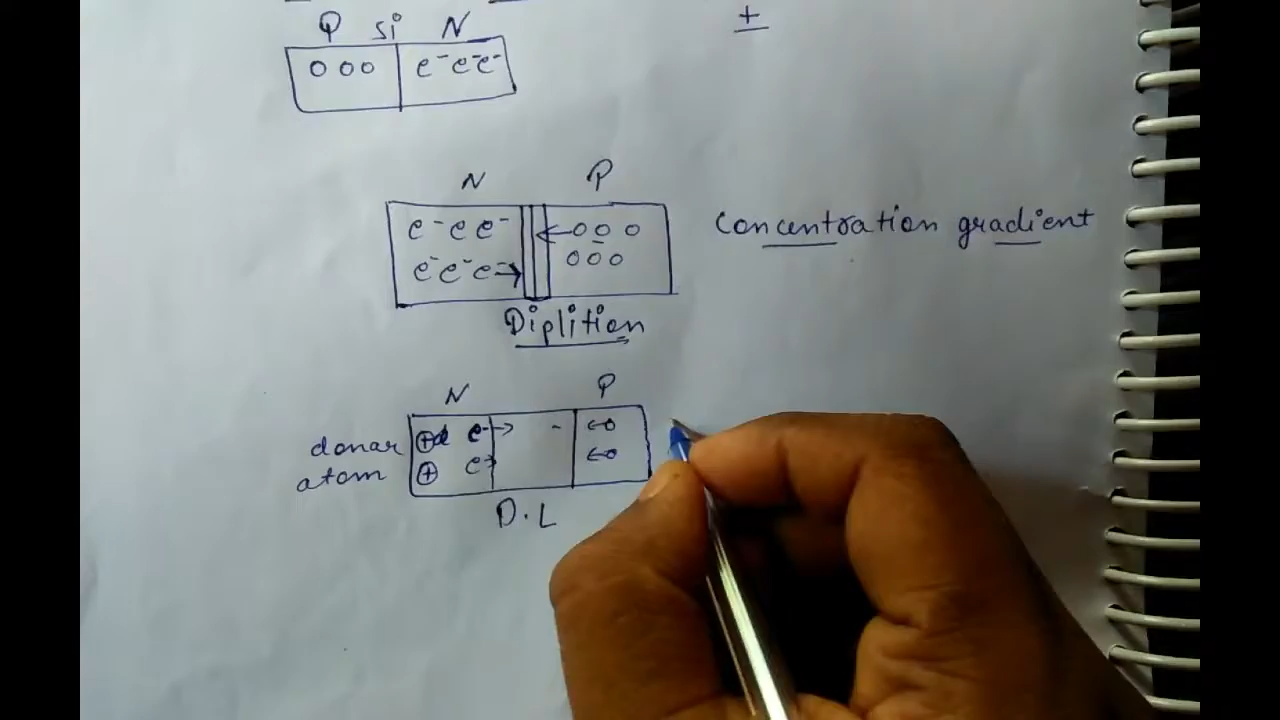 ±
P si N
o o o e⁻ e⁻ e⁻
N P
e⁻ e e⁻ ← o o o
e⁻ e⁻ e → o o o
Concentration gradient
Diplition
N P
donar ⊕ e⁻ → - ← o
atom ⊕ e → ← o
D.L